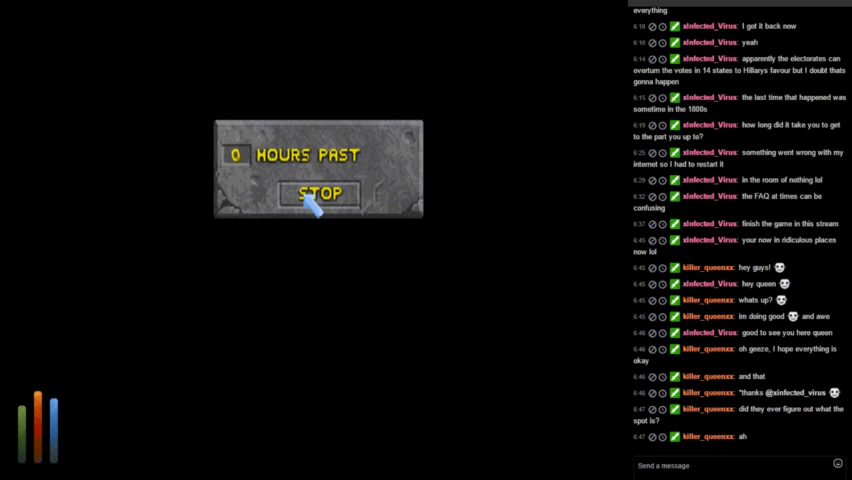 0 HOURS PAST
STOP
everything
6:10 xInfected_Virus: I got it back now
6:10 xInfected_Virus: yeah
6:14 xInfected_Virus: apparently the electorates can
overturn the votes in 14 states to Hillarys favour but I doubt thats
gonna happen
6:15 xInfected_Virus: the last time that happened was
sometime in the 1800s
6:19 xInfected_Virus: how long did it take you to get
to the part you up to?
6:25 xInfected_Virus: something went wrong with my
internet so I had to restart it
6:29 xInfected_Virus: in the room of nothing lol
6:32 xInfected_Virus: the FAQ at times can be
confusing
6:37 xInfected_Virus: finish the game in this stream
6:45 xInfected_Virus: your now in ridiculous places
now lol
6:45 killer_queenxx: hey guys!
6:45 xInfected_Virus: hey queen
6:45 killer_queenxx: whats up?
6:45 killer_queenxx: im doing good and awe
6:46 xInfected_Virus: good to see you here queen
6:46 killer_queenxx: oh geeze, I hope everything is
okay
6:46 killer_queenxx: and that
6:46 killer_queenxx: *thanks @xinfected_virus
6:47 killer_queenxx: did they ever figure out what the
spot is?
6:47 killer_queenxx: ah
Send a message